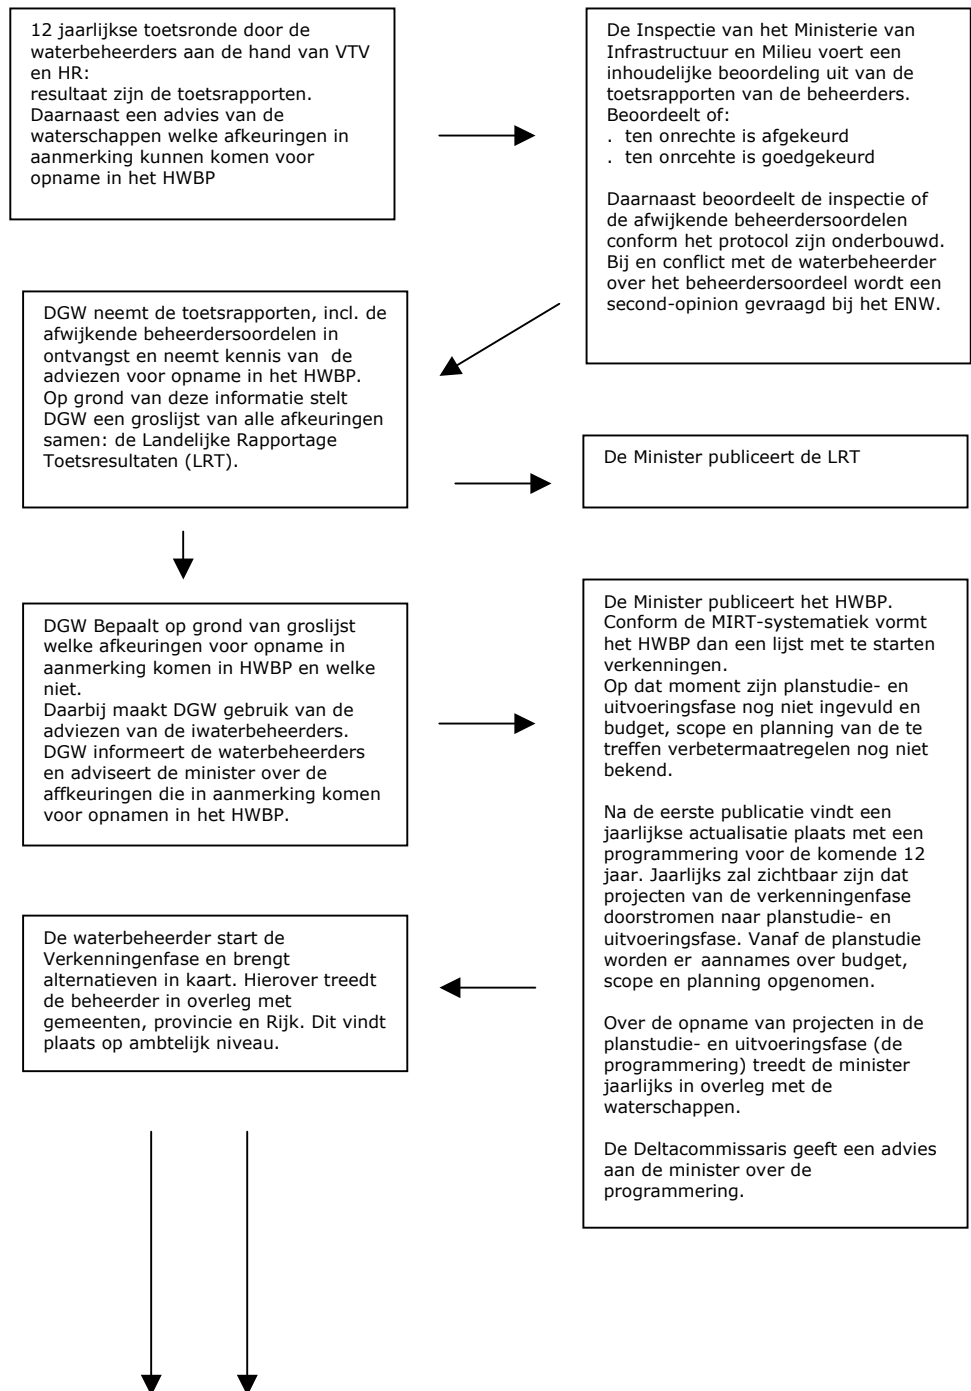 12 jaarlijkse toetsronde door de
waterbeheerders aan de hand van VTV
en HR:
resultaat zijn de toetsrapporten.
Daarnaast een advies van de
waterschappen welke afkeuringen in
aanmerking kunnen komen voor
opname in het HWBP
De Inspectie van het Ministerie van
Infrastructuur en Milieu voert een
inhoudelijke beoordeling uit van de
toetsrapporten van de beheerders.
Beoordeelt of:
. ten onrechte is afgekeurd
. ten onrcehte is goedgekeurd
Daarnaast beoordeelt de inspectie of
de afwijkende beheerdersoordelen
conform het protocol zijn onderbouwd.
Bij en conflict met de waterbeheerder
over het beheerdersoordeel wordt een
second-opinion gevraagd bij het ENW.
DGW neemt de toetsrapporten, incl. de
afwijkende beheerdersoordelen in
ontvangst en neemt kennis van de
adviezen voor opname in het HWBP.
Op grond van deze informatie stelt
DGW een groslijst van alle afkeuringen
samen: de Landelijke Rapportage
Toetsresultaten (LRT).
De Minister publiceert de LRT
DGW Bepaalt op grond van groslijst
welke afkeuringen voor opname in
aanmerking komen in HWBP en welke
niet.
Daarbij maakt DGW gebruik van de
adviezen van de iwaterbeheerders.
DGW informeert de waterbeheerders
en adviseert de minister over de
affkeuringen die in aanmerking komen
voor opnamen in het HWBP.
De Minister publiceert het HWBP.
Conform de MIRT-systematiek vormt
het HWBP dan een lijst met te starten
verkenningen.
Op dat moment zijn planstudie- en
uitvoeringsfase nog niet ingevuld en
budget, scope en planning van de te
treffen verbetermaatregelen nog niet
bekend.
Na de eerste publicatie vindt een
jaarlijkse actualisatie plaats met een
programmering voor de komende 12
jaar. Jaarlijks zal zichtbaar zijn dat
projecten van de verkenningenfase
doorstromen naar planstudie- en
uitvoeringsfase. Vanaf de planstudie
worden er aannames over budget,
scope en planning opgenomen.
Over de opname van projecten in de
planstudie- en uitvoeringsfase (de
programmering) treedt de minister
jaarlijks in overleg met de
waterschappen.
De Deltacommissaris geeft een advies
aan de minister over de
programmering.
De waterbeheerder start de
Verkenningenfase en brengt
alternatieven in kaart. Hierover treedt
de beheerder in overleg met
gemeenten, provincie en Rijk. Dit vindt
plaats op ambtelijk niveau.